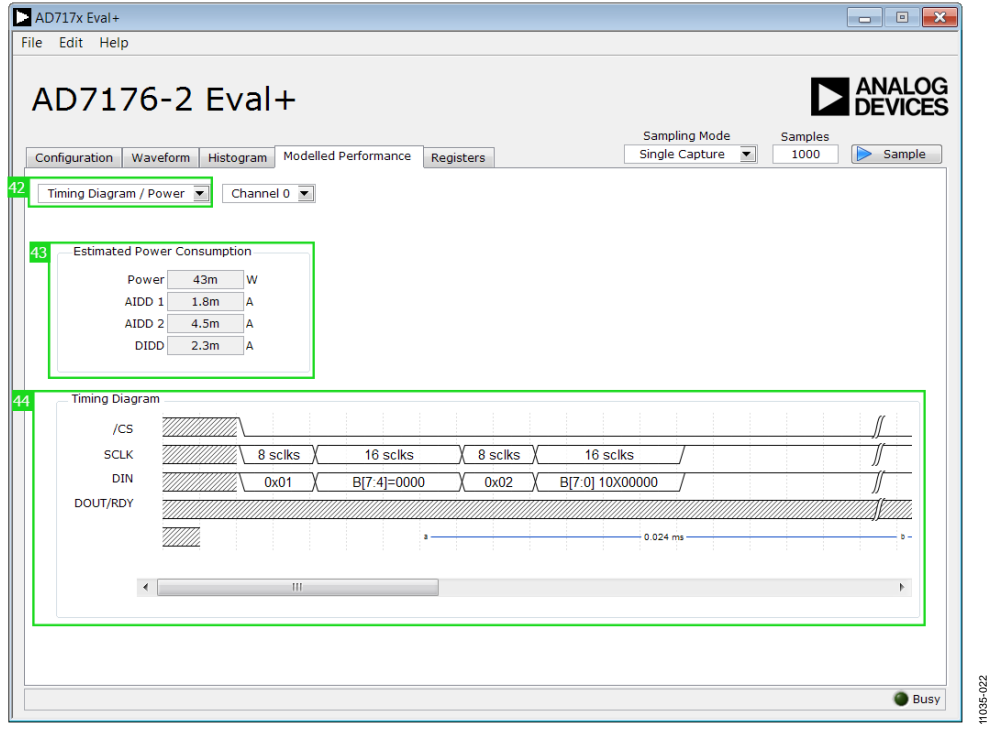 AD717x Eval+
File Edit Help
AD7176-2 Eval+
ANALOG
DEVICES
Sampling Mode Samples
Configuration Waveform Histogram Modelled Performance Registers Single Capture 1000 Sample
42 Timing Diagram / Power Channel 0
43 Estimated Power Consumption
Power 43m W
AIDD 1 1.8m A
AIDD 2 4.5m A
DIDD 2.3m A
44 Timing Diagram
/CS
SCLK 8 sclks 16 sclks 8 sclks 16 sclks
DIN 0x01 B[7:4]=0000 0x02 B[7:0] 10X00000
DOUT/RDY
a 0.024 ms b
Busy
11035-022